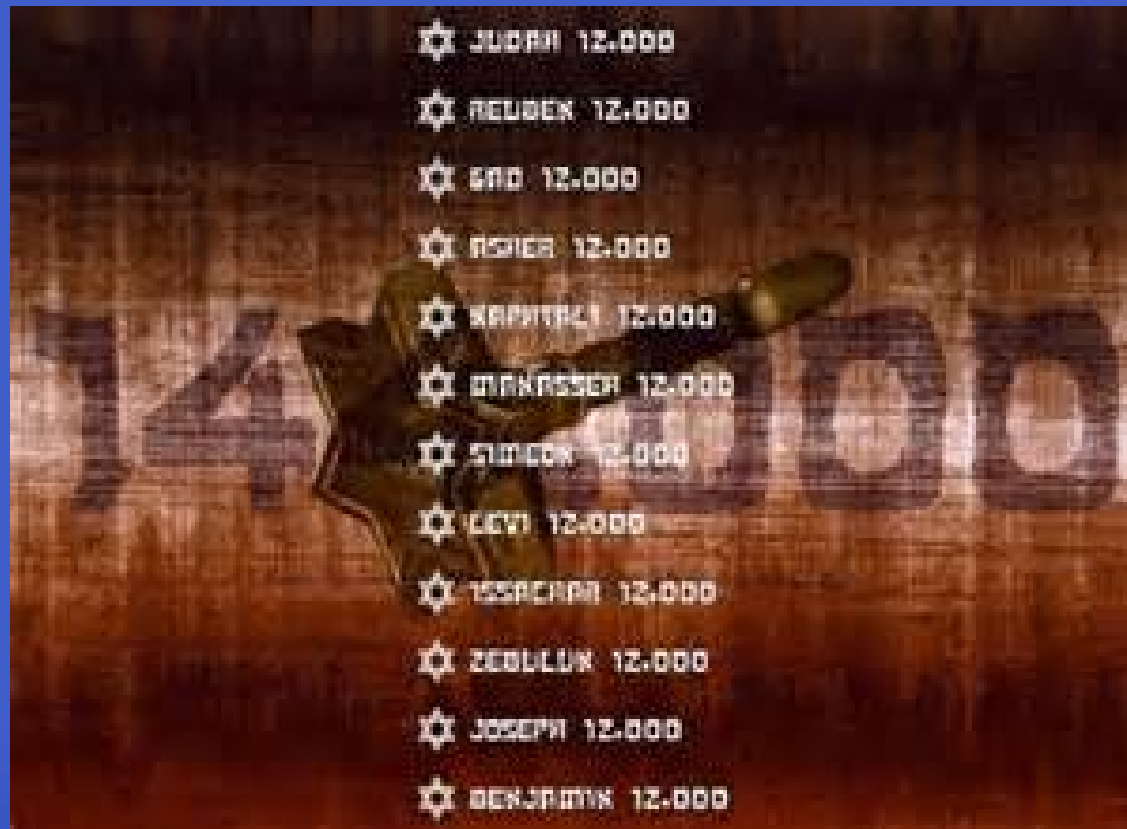 JUDAH 12.000
REUBEN 12.000
GAD 12.000
ASHER 12.000
NAPHTALI 12.000
MANASSEH 12.000
SIMEON 12.000
LEVI 12.000
ISSACHAR 12.000
ZEBULUN 12.000
JOSEPH 12.000
BENJAMIN 12.000